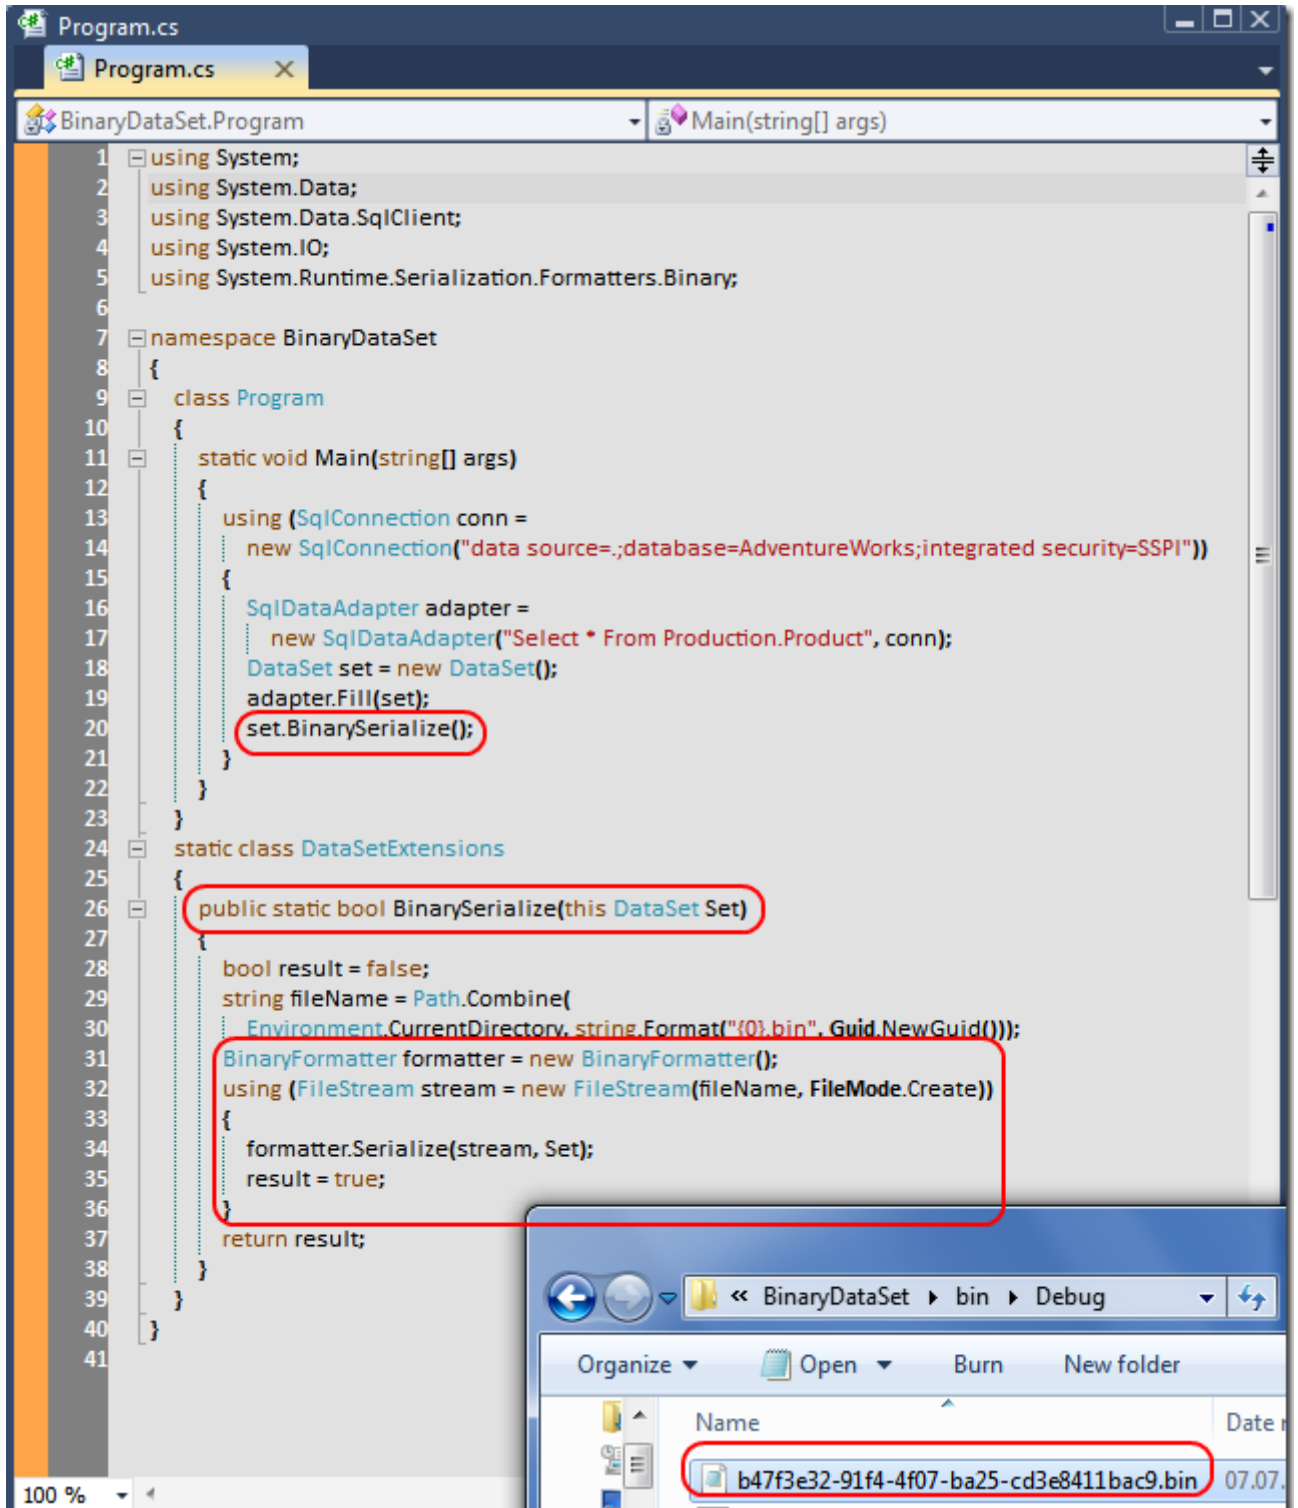 Program.cs
Program.cs
BinaryDataSet.Program Main(string[] args)
1 using System;
2 using System.Data;
3 using System.Data.SqlClient;
4 using System.IO;
5 using System.Runtime.Serialization.Formatters.Binary;
6
7 namespace BinaryDataSet
8 {
9 class Program
10 {
11 static void Main(string[] args)
12 {
13 using (SqlConnection conn =
14 new SqlConnection("data source=.;database=AdventureWorks;integrated security=SSPI"))
15 {
16 SqlDataAdapter adapter =
17 new SqlDataAdapter("Select * From Production.Product", conn);
18 DataSet set = new DataSet();
19 adapter.Fill(set);
20 set.BinarySerialize();
21 }
22 }
23 }
24 static class DataSetExtensions
25 {
26 public static bool BinarySerialize(this DataSet Set)
27 {
28 bool result = false;
29 string fileName = Path.Combine(
30 Environment.CurrentDirectory, string.Format("{0}.bin", Guid.NewGuid()));
31 BinaryFormatter formatter = new BinaryFormatter();
32 using (FileStream stream = new FileStream(fileName, FileMode.Create))
33 {
34 formatter.Serialize(stream, Set);
35 result = true;
36 }
37 return result;
38 }
39 }
40 }
41
« BinaryDataSet bin Debug
Organize Open Burn New folder
Name Date
b47f3e32-91f4-4f07-ba25-cd3e8411bac9.bin 07.07.
100 %